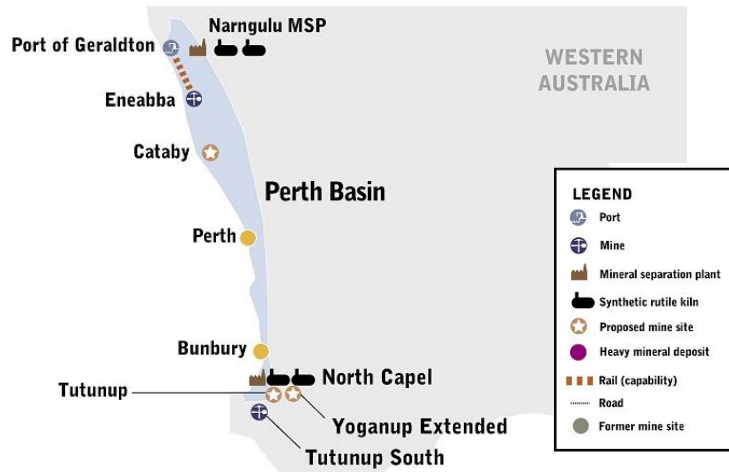 Narngulu MSP
Port of Geraldton
WESTERN
AUSTRALIA
Eneabba
Cataby
Perth Basin
Perth
Bunbury
North Capel
Tutunup
Yoganup Extended
Tutunup South
LEGEND
Port
Mine
Mineral separation plant
Synthetic rutile kiln
Proposed mine site
Heavy mineral deposit
Rail (capability)
Road
Former mine site